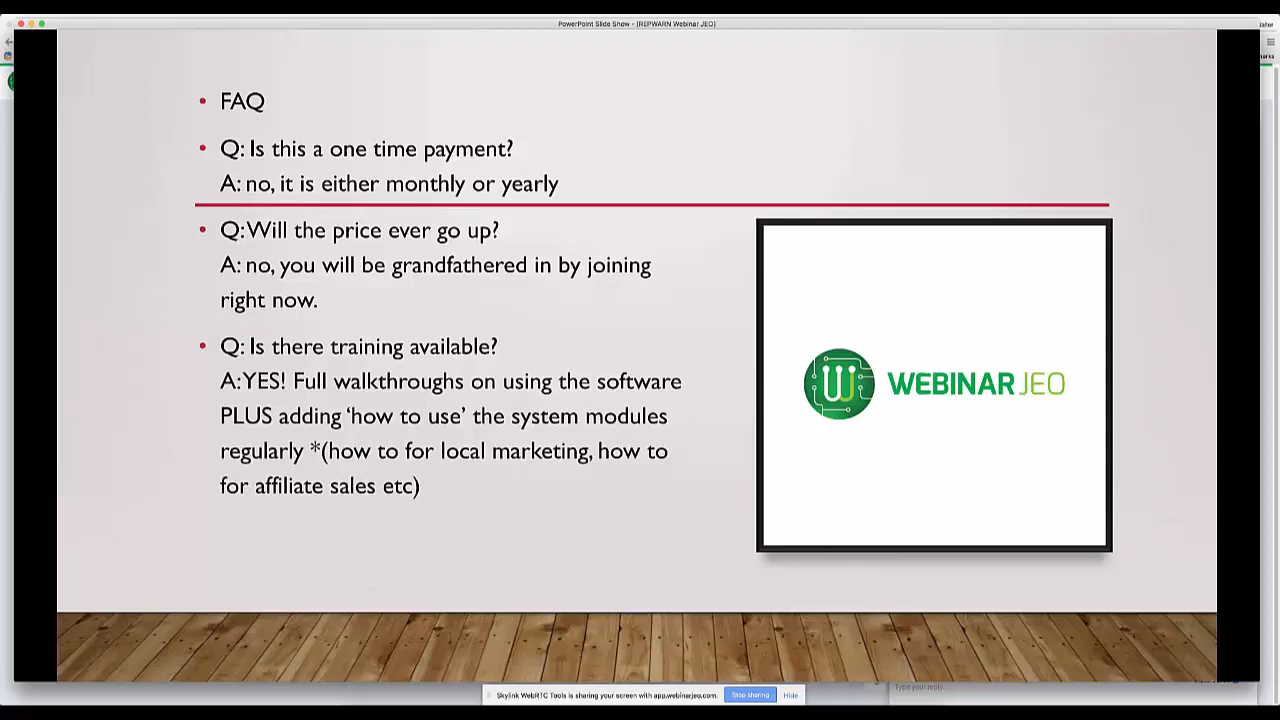 PowerPoint Slide Show - [REPWARN Webinar JEO]
FAQ
Q: Is this a one time payment?
A: no, it is either monthly or yearly
Q: Will the price ever go up?
A: no, you will be grandfathered in by joining
right now.
Q: Is there training available?
A: YES! Full walkthroughs on using the software
PLUS adding ‘how to use’ the system modules
regularly *(how to for local marketing, how to
for affiliate sales etc)
WEBINAR JEO
Skylink WebRTC Tools is sharing your screen with app.webinarjeo.com.
Stop sharing
Hide
Type your reply...